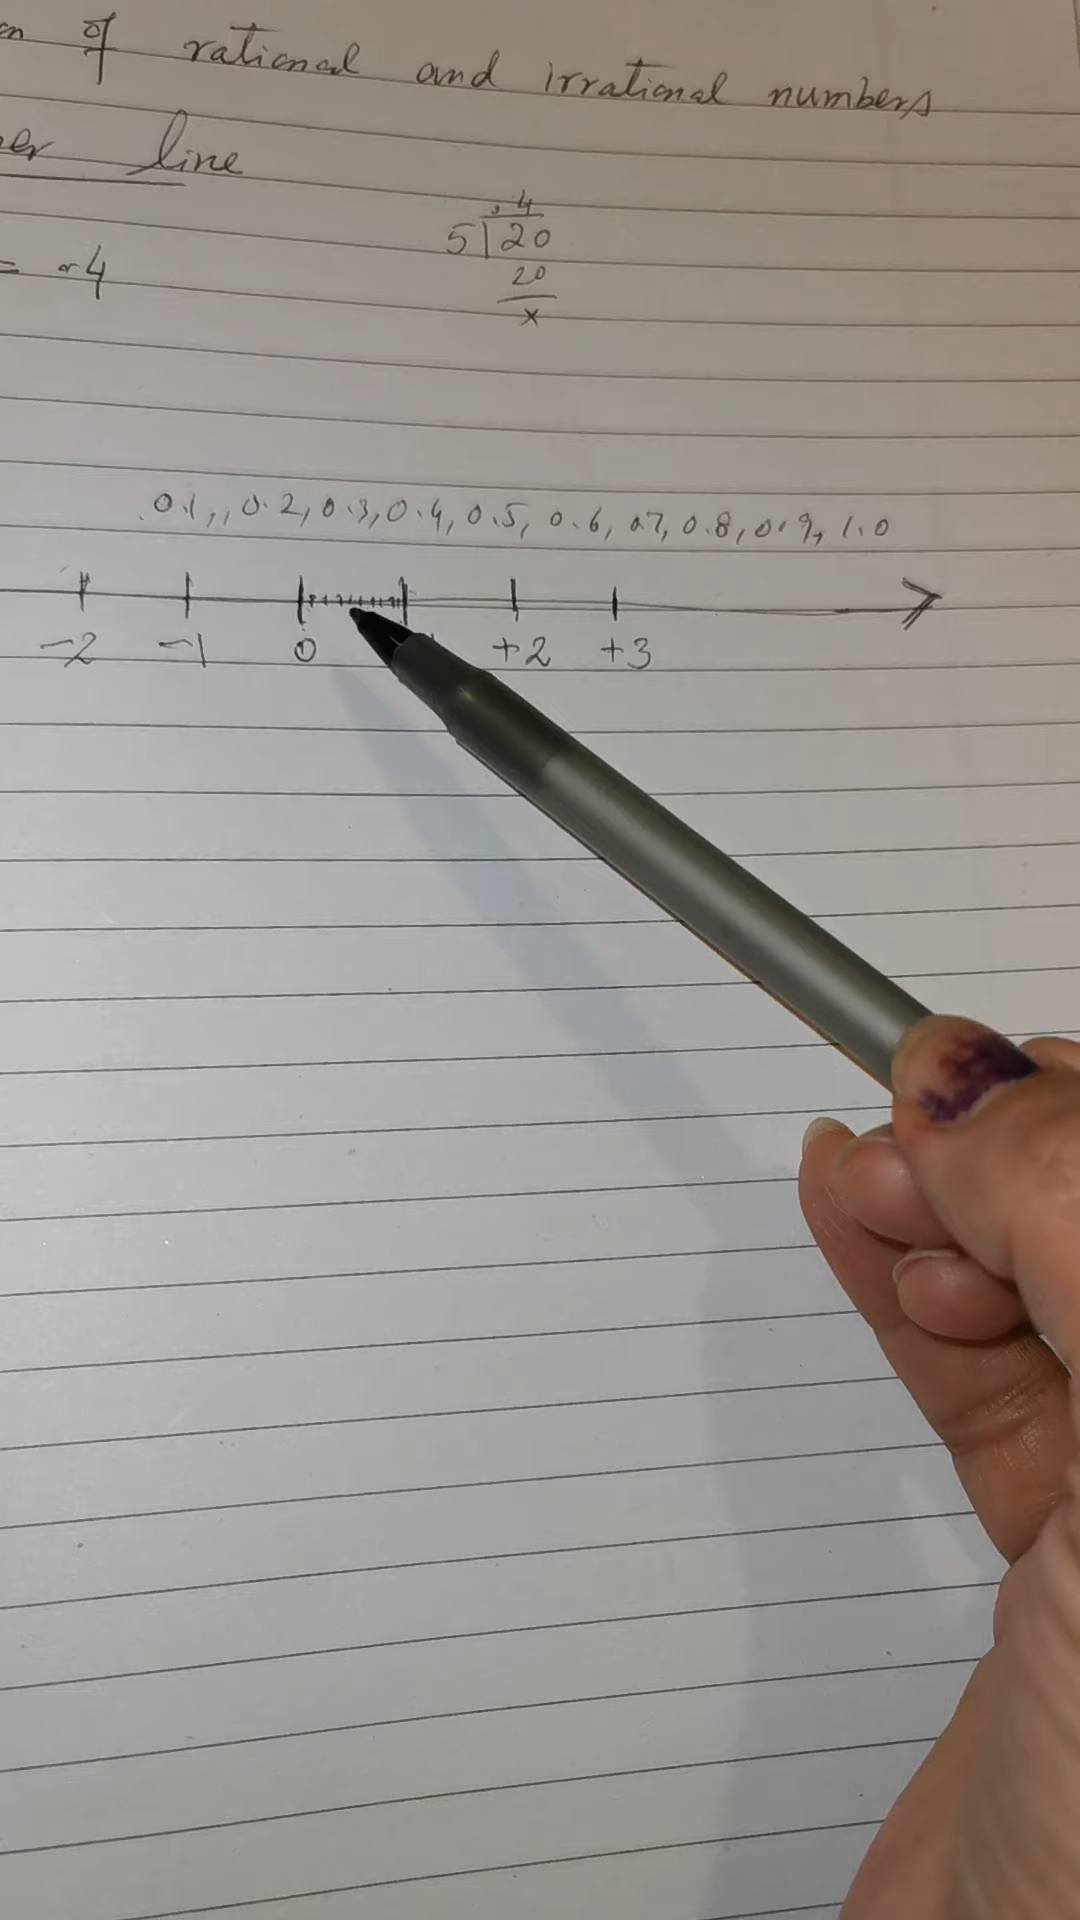 of rational and irrational numbers
line
.4
5 20
= .4
20
x
0.1,, 0.2, 0.3, 0.4, 0.5, 0.6, 0.7, 0.8, 0.9, 1.0
-2 -1 0 +2 +3